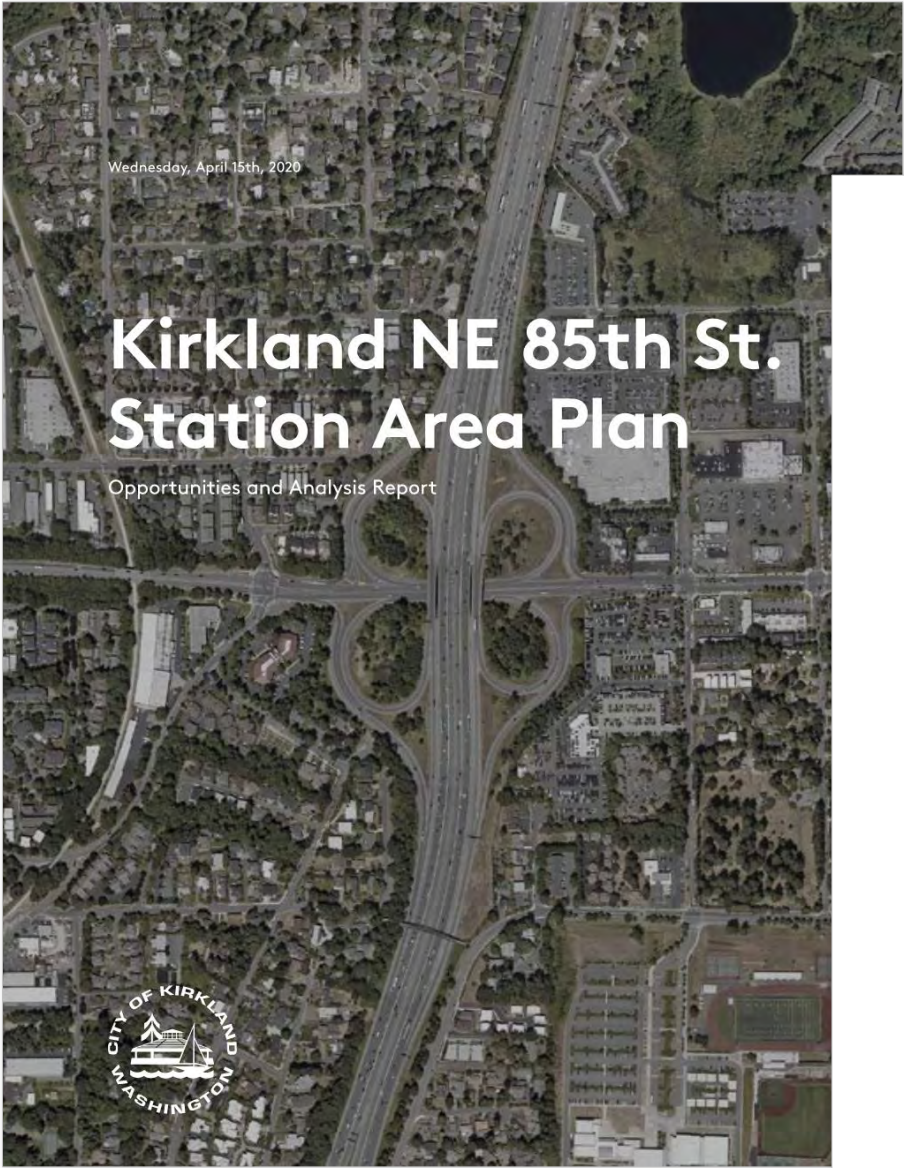 Wednesday, April 15th, 2020
Kirkland NE 85th St.
Station Area Plan
Opportunities and Analysis Report
CITY OF KIRKLAND
WASHINGTON